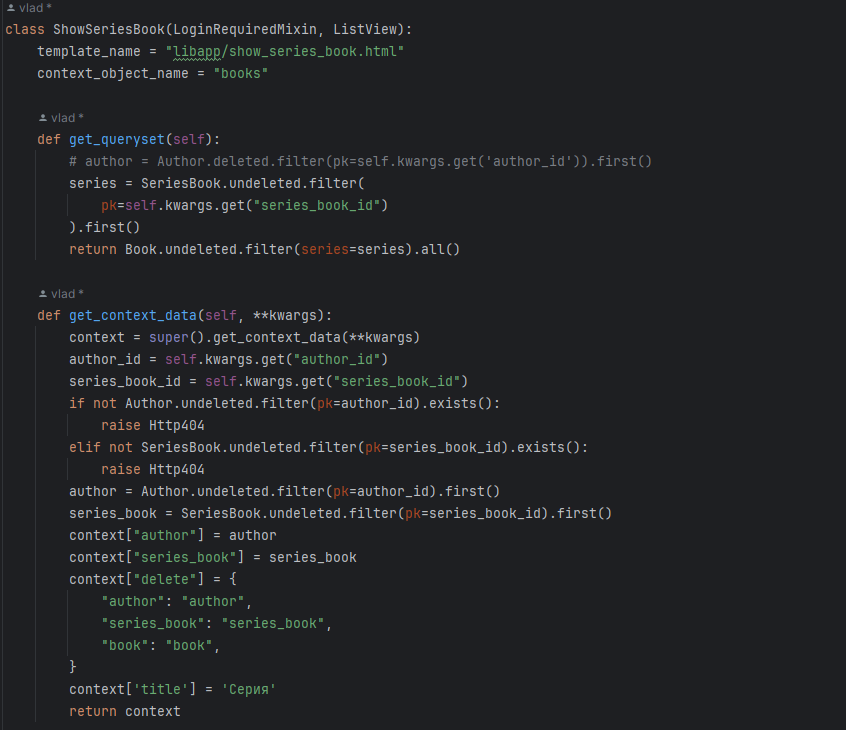 vlad *
class ShowSeriesBook(LoginRequiredMixin, ListView):
    template_name = "libapp/show_series_book.html"
    context_object_name = "books"
    vlad *
    def get_queryset(self):
        # author = Author.deleted.filter(pk=self.kwargs.get('author_id')).first()
        series = SeriesBook.undeleted.filter(
            pk=self.kwargs.get("series_book_id")
        ).first()
        return Book.undeleted.filter(series=series).all()
    vlad *
    def get_context_data(self, **kwargs):
        context = super().get_context_data(**kwargs)
        author_id = self.kwargs.get("author_id")
        series_book_id = self.kwargs.get("series_book_id")
        if not Author.undeleted.filter(pk=author_id).exists():
            raise Http404
        elif not SeriesBook.undeleted.filter(pk=series_book_id).exists():
            raise Http404
        author = Author.undeleted.filter(pk=author_id).first()
        series_book = SeriesBook.undeleted.filter(pk=series_book_id).first()
        context["author"] = author
        context["series_book"] = series_book
        context["delete"] = {
            "author": "author",
            "series_book": "series_book",
            "book": "book",
        }
        context['title'] = 'Серия'
        return context